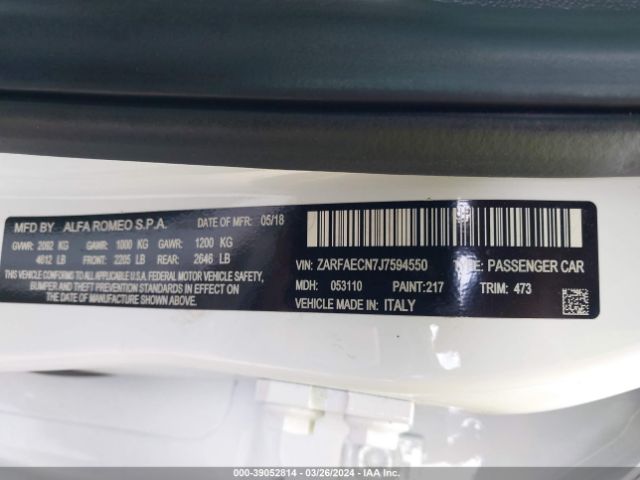 MFD BY ALFA ROMEO S.P.A. DATE OF MFR: 05/18
GVWR: 2092 KG GAWR: 1000 KG GAWR: 1200 KG
4612 LB FRONT: 2205 LB REAR: 2646 LB
THIS VEHICLE CONFORMS TO ALL APPLICABLE FEDERAL MOTOR VEHICLE SAFETY,
BUMPER AND THEFT PREVENTION STANDARDS IN EFFECT
ON THE DATE OF MANUFACTURE SHOWN ABOVE.
VIN: ZARFAECN7J7594550 TYPE: PASSENGER CAR
MDH: 053110 PAINT:217 TRIM: 473
VEHICLE MADE IN: ITALY
000-39052814 - 03/26/2024 - IAA Inc.